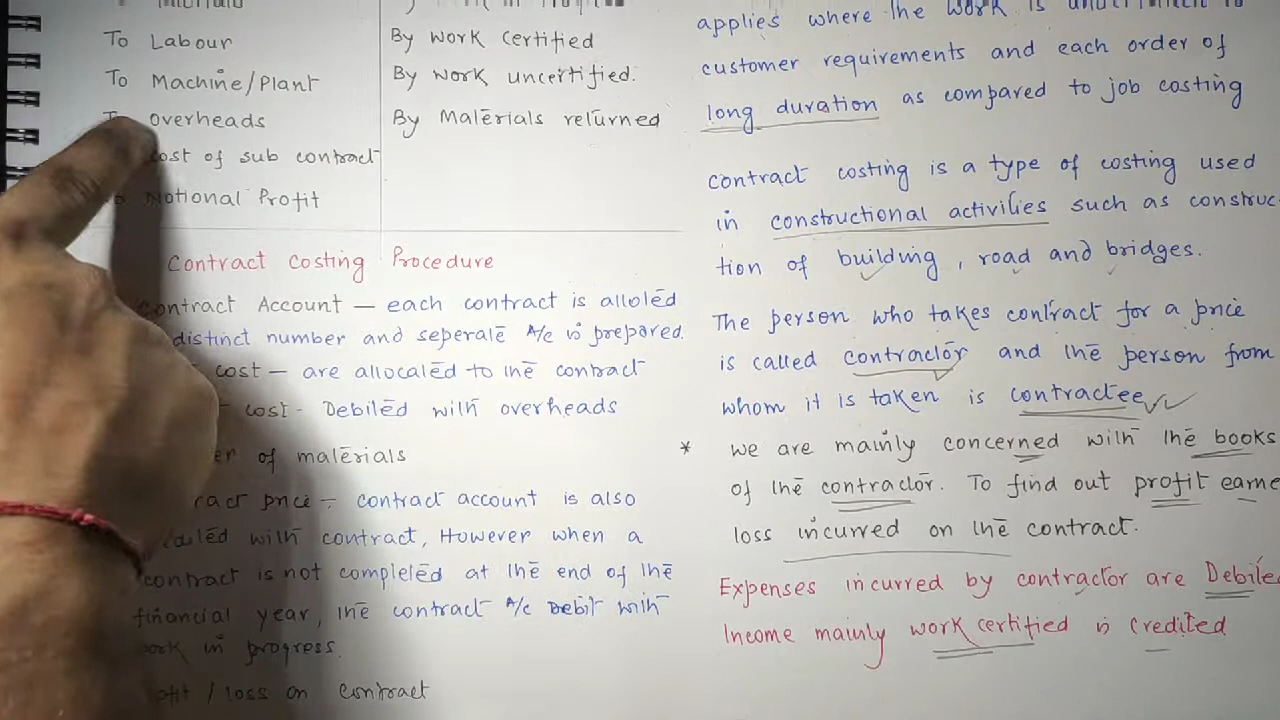 To Labour
To Machine/Plant
overheads
cost of sub contract
Notional Profit
By work certified
By work uncertified.
By Materials returned
Contract Costing Procedure
contract Account — each contract is alloted
distinct number and seperate A/c is prepared.
cost — are allocated to the contract
cost - Debited with overheads
of materials
price - contract account is also
with contract, However when a
contract is not completed at the end of the
financial year, the contract A/c Debit with
in progress.
/ loss on contract
applies where the work is
customer requirements and each order of
long duration as compared to job costing
contract costing is a type of costing used
in constructional activities such as construc-
tion of building, road and bridges.
The person who takes contract for a price
is called contractor and the person from
whom it is taken is contractee
* we are mainly concerned with the books
of the contractor. To find out profit earne
loss incurred on the contract.
Expenses incurred by contractor are Debited
Income mainly work certified is credited